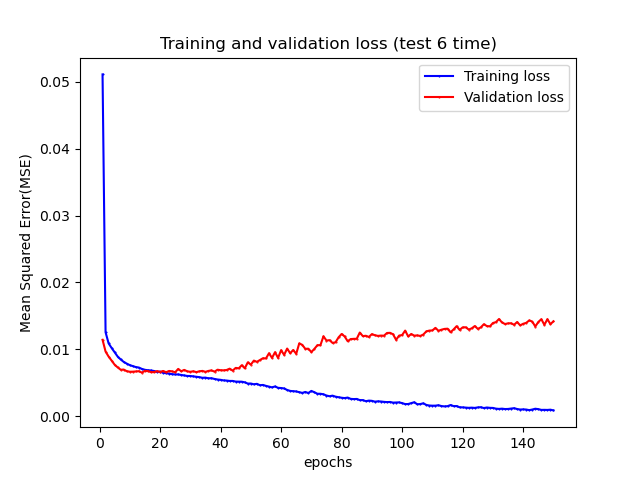 Training and validation loss (test 6 time)
Training loss
Validation loss
Mean Squared Error(MSE)
0.05
0.04
0.03
0.02
0.01
0.00
0 20 40 60 80 100 120 140
epochs